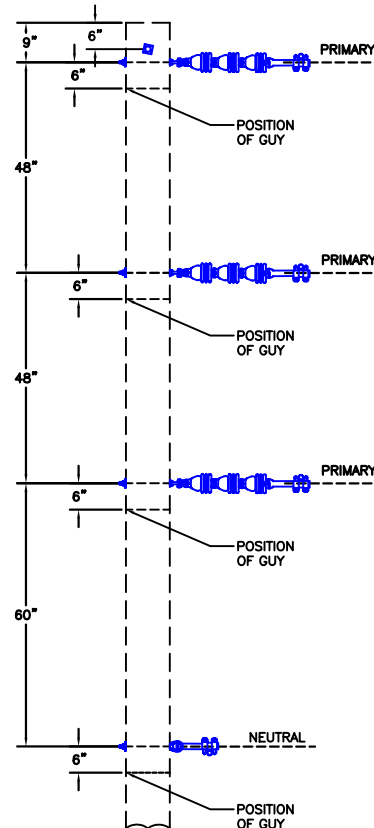 9"
6"
PRIMARY
6"
POSITION
OF GUY
48"
PRIMARY
6"
POSITION
OF GUY
48"
PRIMARY
6"
POSITION
OF GUY
60"
NEUTRAL
6"
POSITION
OF GUY